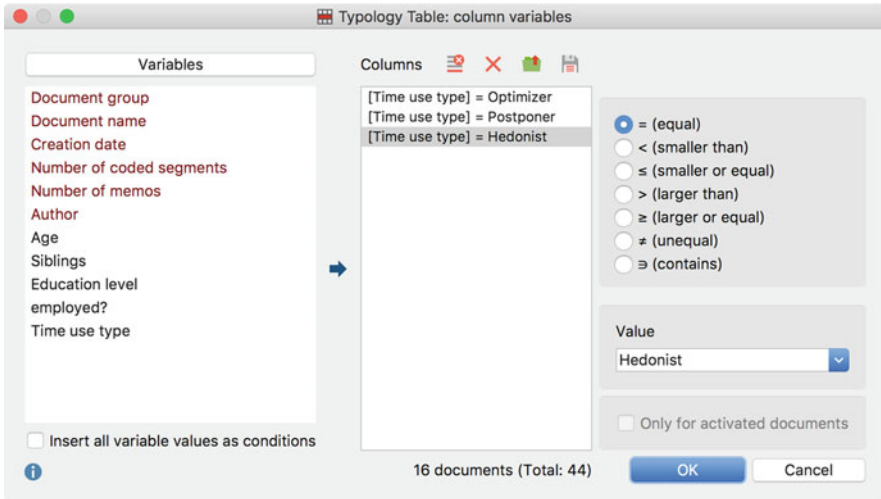 Typology Table: column variables
Variables
Document group
Document name
Creation date
Number of coded segments
Number of memos
Author
Age
Siblings
Education level
employed?
Time use type
Insert all variable values as conditions
Columns
[Time use type] = Optimizer
[Time use type] = Postponer
[Time use type] = Hedonist
16 documents (Total: 44)
= (equal)
< (smaller than)
≤ (smaller or equal)
> (larger than)
≥ (larger or equal)
≠ (unequal)
∋ (contains)
Value
Hedonist
Only for activated documents
OK
Cancel